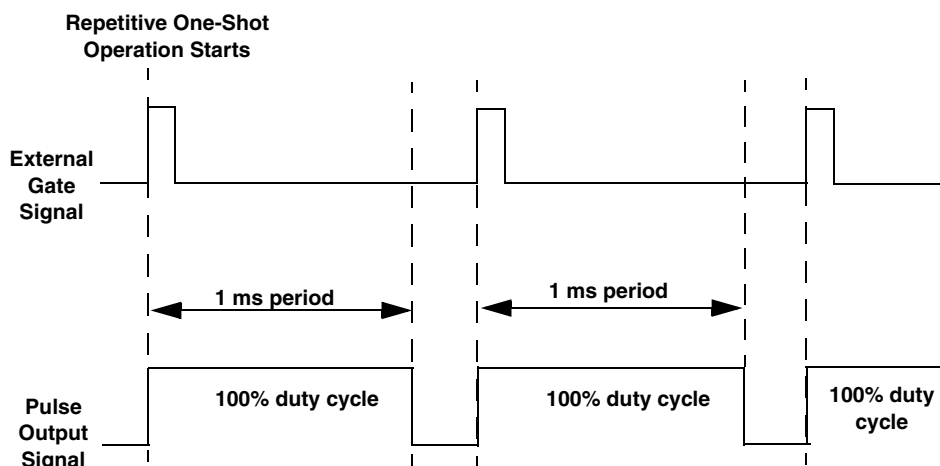 Repetitive One-Shot
Operation Starts
External
Gate
Signal
1 ms period
1 ms period
100% duty cycle
100% duty cycle
100% duty
cycle
Pulse
Output
Signal